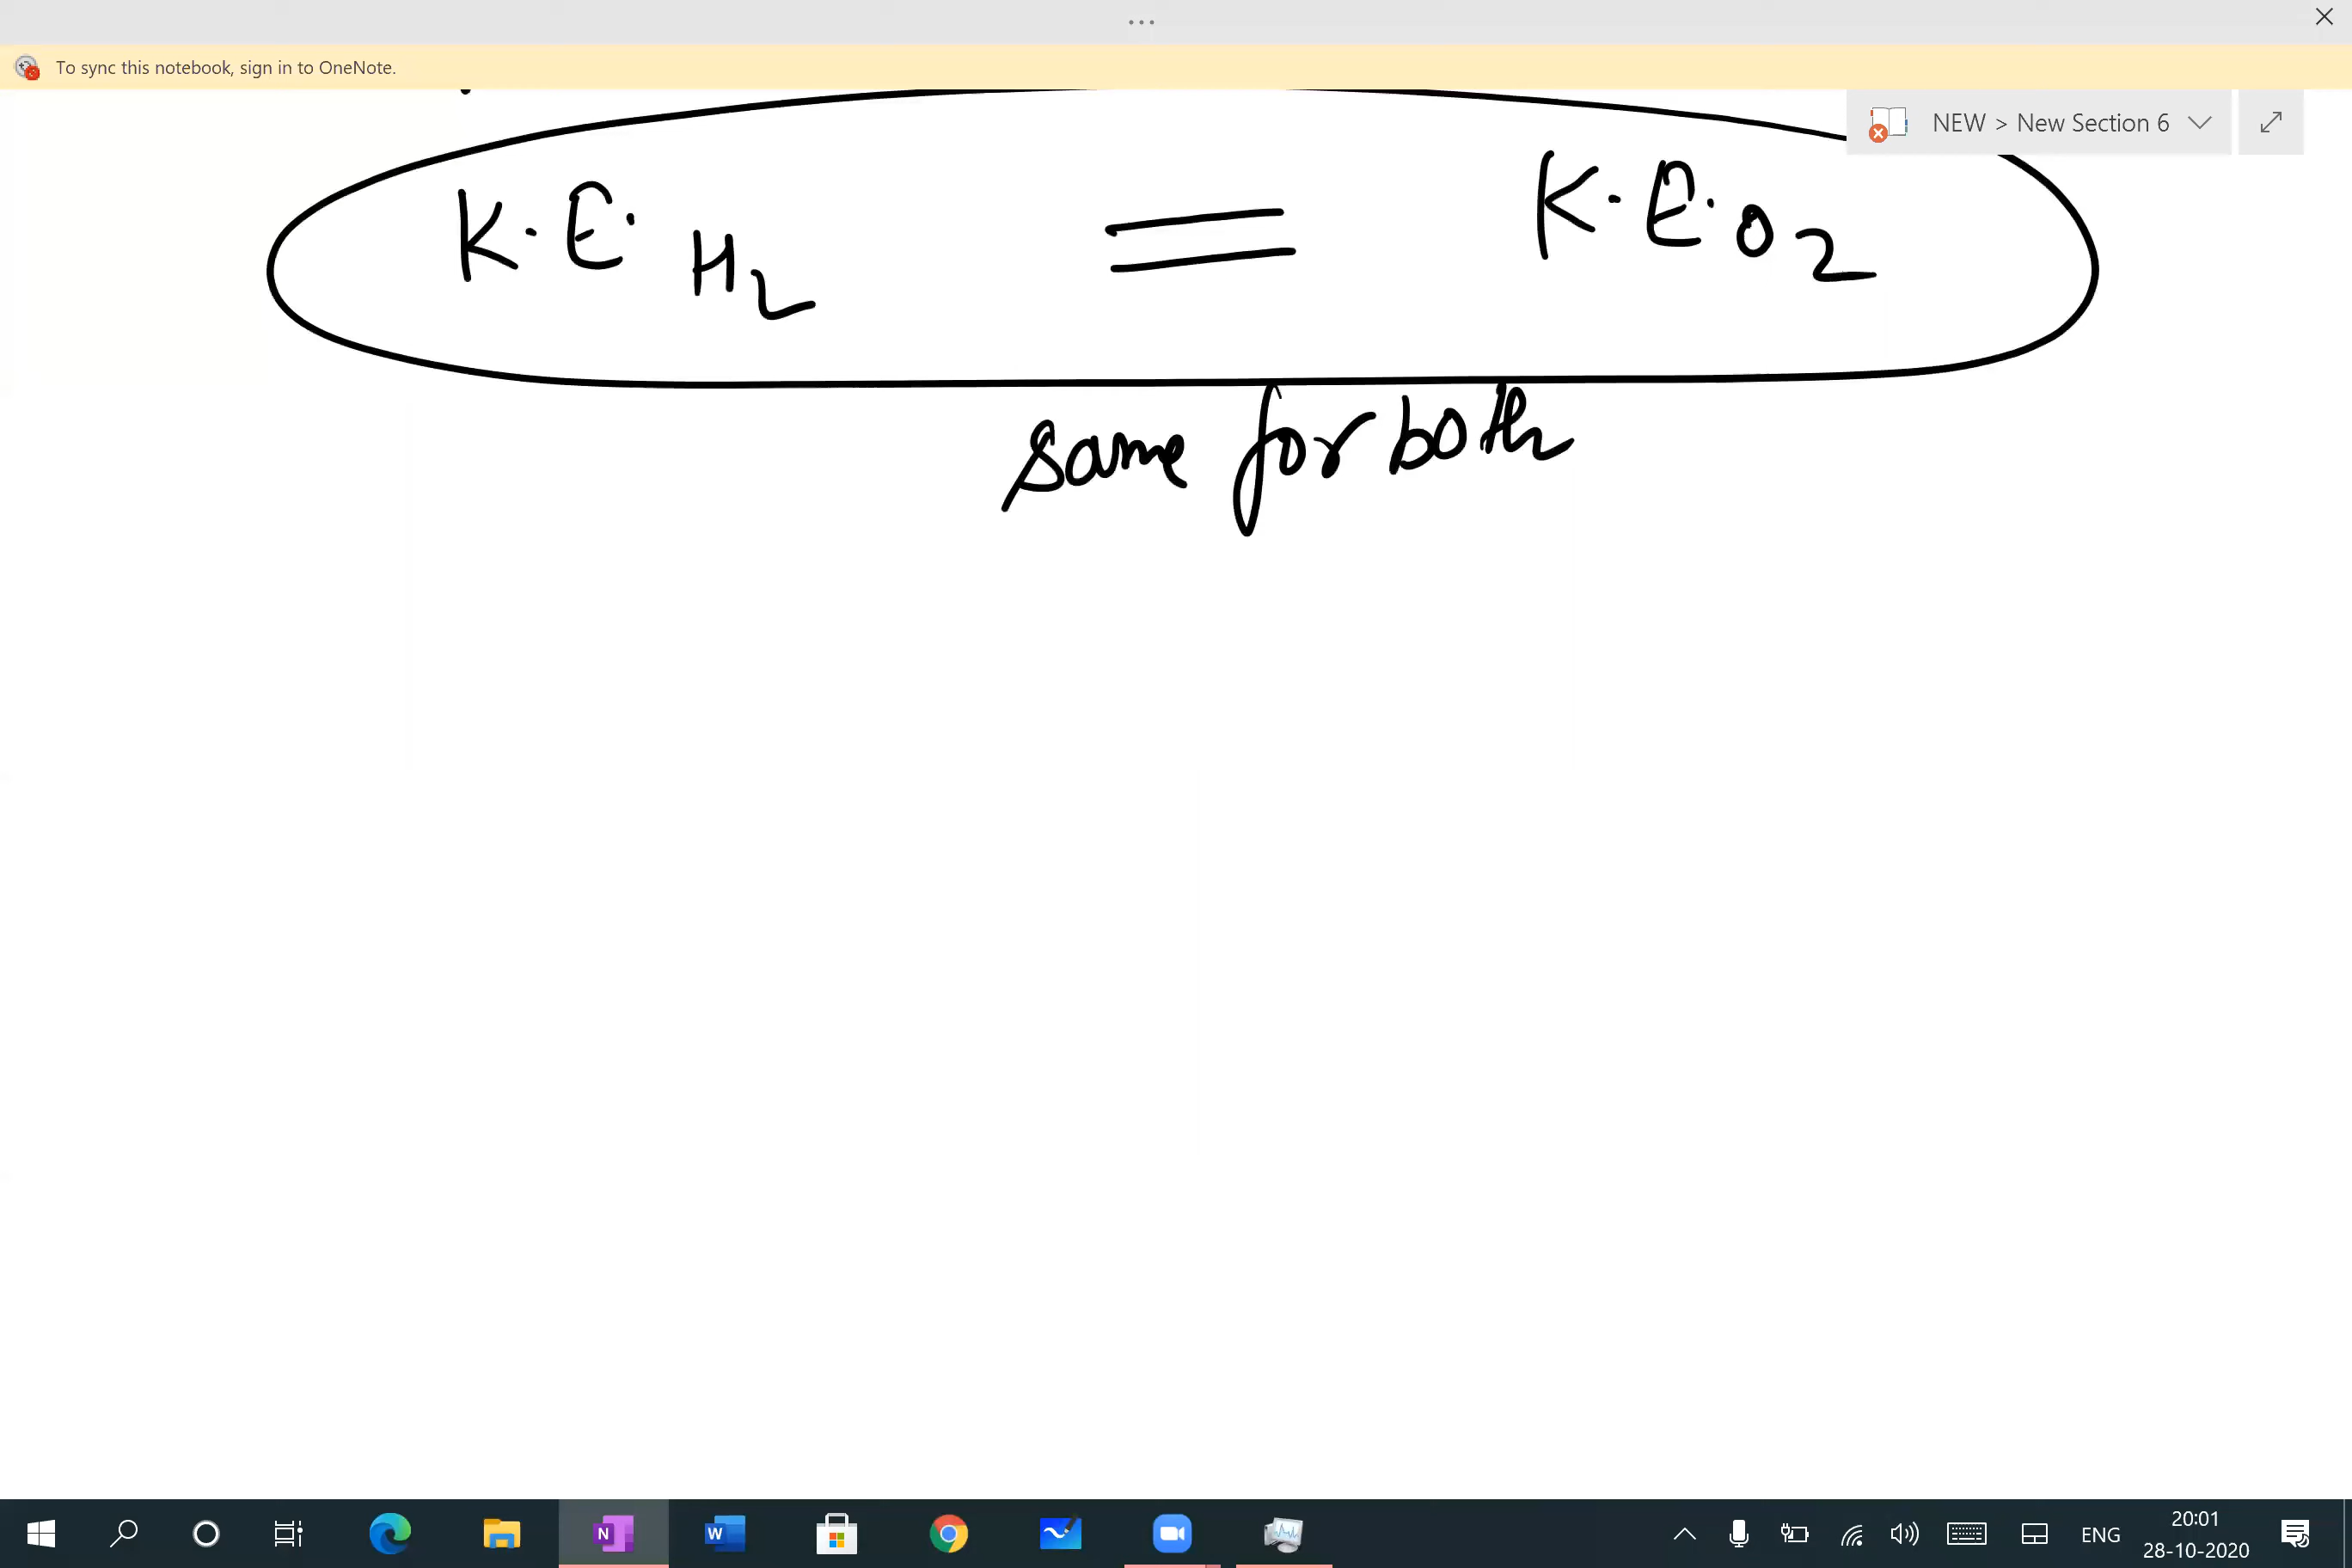 To sync this notebook, sign in to OneNote.
NEW > New Section 6
K.E. H2 = K.E. O2
same for both
ENG
20:01
28-10-2020